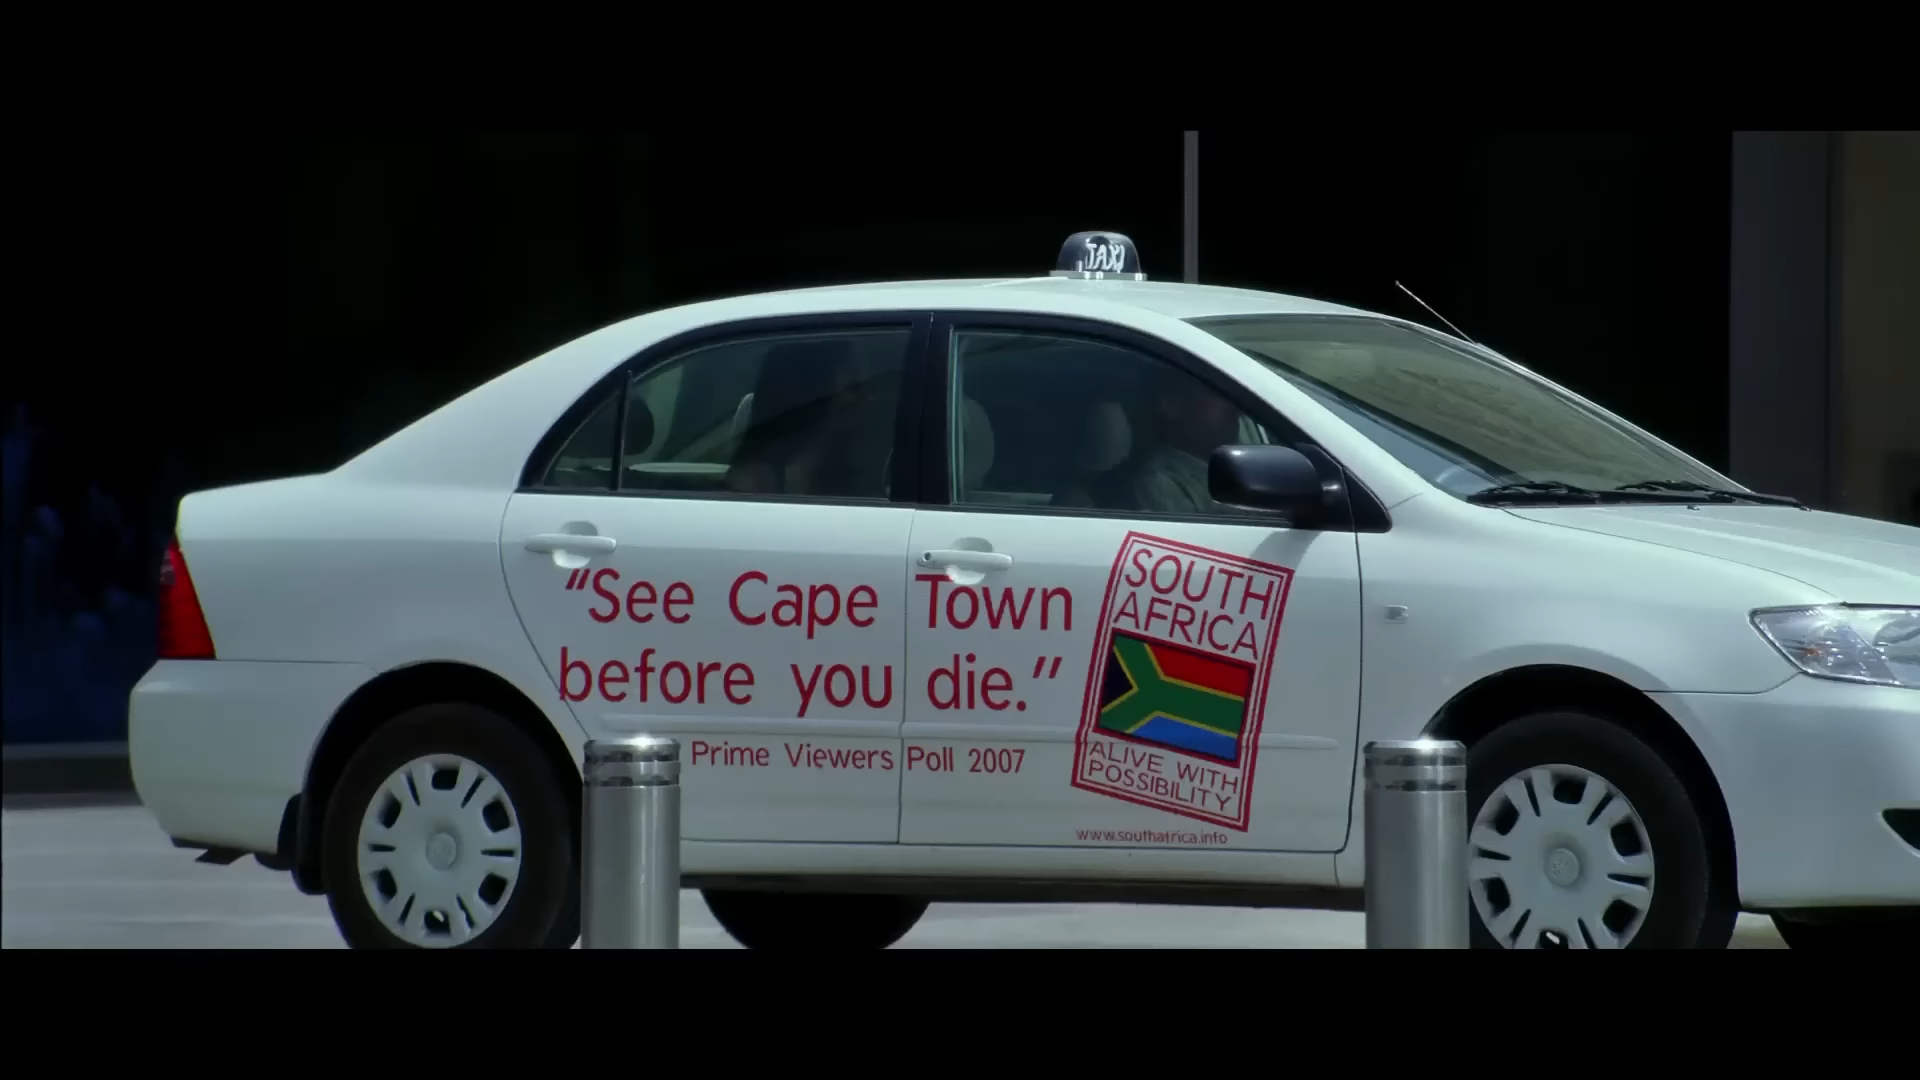 TAXI
“See Cape Town
before you die.”
Prime Viewers Poll 2007
SOUTH
AFRICA
ALIVE WITH
POSSIBILITY
www.southafrica.info